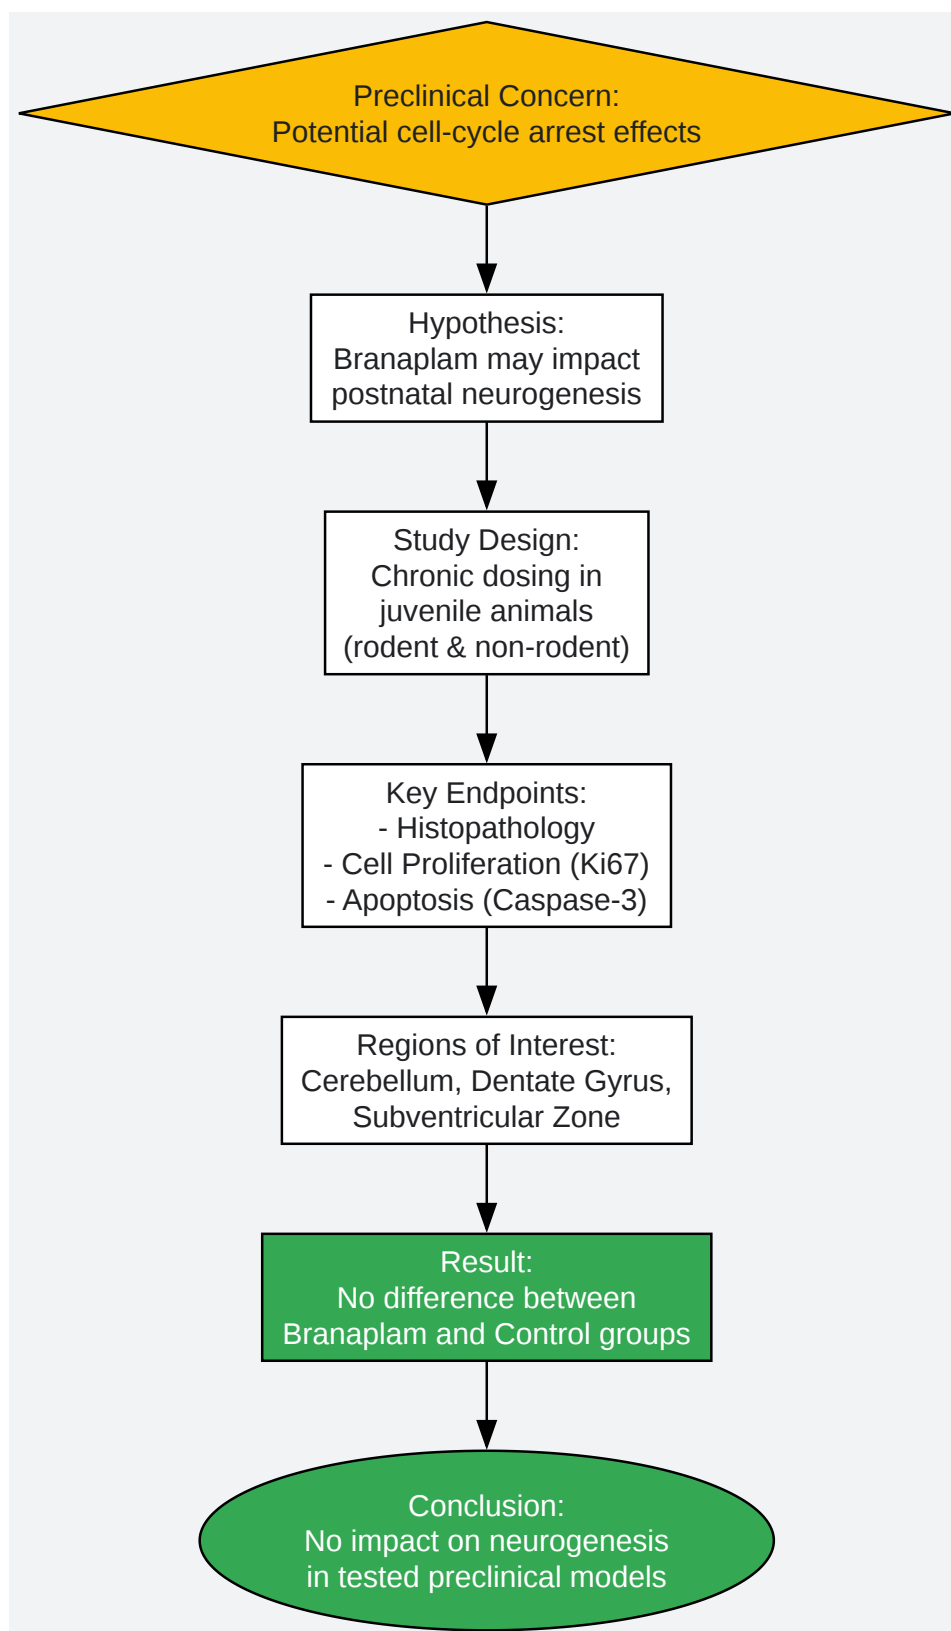 Preclinical Concern:
Potential cell-cycle arrest effects
Hypothesis:
Branaplam may impact
postnatal neurogenesis
Study Design:
Chronic dosing in
juvenile animals
(rodent & non-rodent)
Key Endpoints:
- Histopathology
- Cell Proliferation (Ki67)
- Apoptosis (Caspase-3)
Regions of Interest:
Cerebellum, Dentate Gyrus,
Subventricular Zone
Result:
No difference between
Branaplam and Control groups
Conclusion:
No impact on neurogenesis
in tested preclinical models